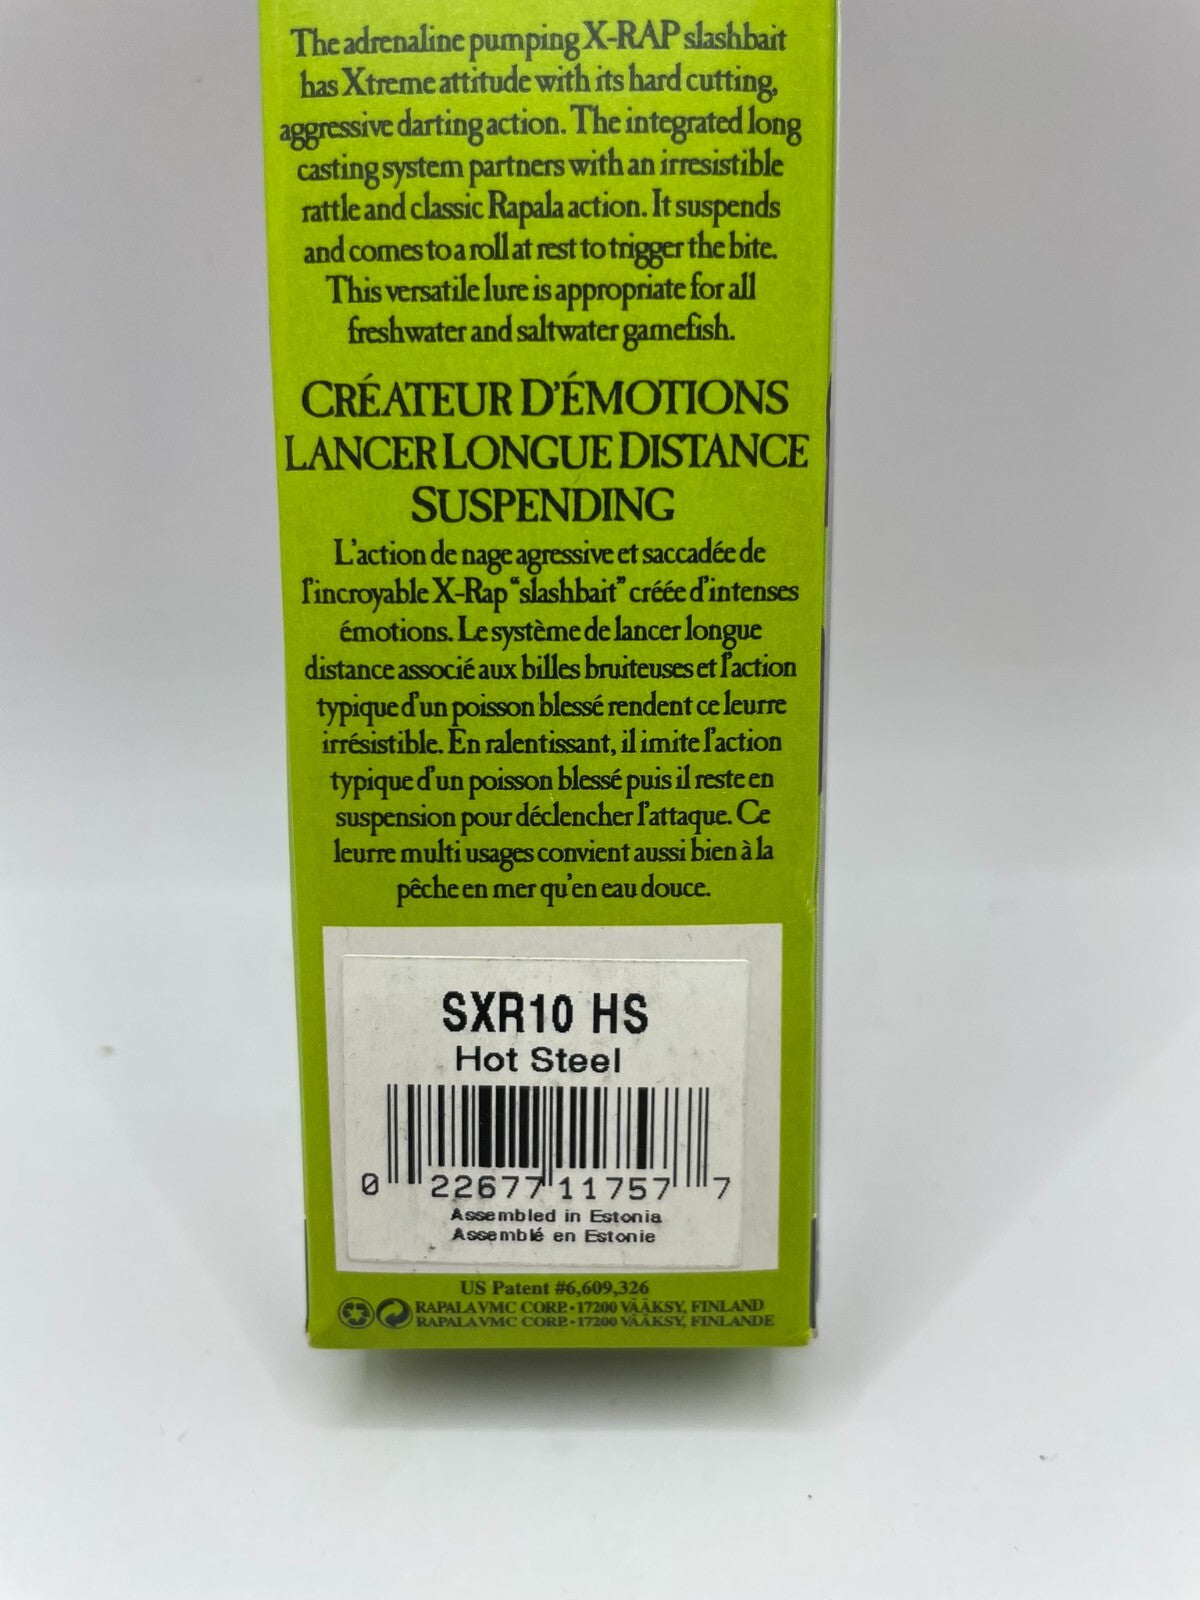 The adrenaline pumping X-RAP slashbait
has Xtreme attitude with its hard cutting,
aggressive darting action. The integrated long
casting system partners with an irresistible
rattle and classic Rapala action. It suspends
and comes to a roll at rest to trigger the bite.
This versatile lure is appropriate for all
freshwater and saltwater gamefish.
CRÉATEUR D'ÉMOTIONS
LANCER LONGUE DISTANCE
SUSPENDING
L'action de nage agressive et saccadée de
l'incroyable X-Rap "slashbait" créée d'intenses
émotions. Le système de lancer longue
distance associé aux billes bruiteuses et l'action
typique d'un poisson blessé rendent ce leurre
irrésistible. En ralentissant, il imite l'action
typique d'un poisson blessé puis il reste en
suspension pour déclencher l'attaque. Ce
leurre multi usages convient aussi bien à la
pêche en mer qu'en eau douce.
SXR10 HS
Hot Steel
0 22677 11757 7
Assembled in Estonia
Assemblé en Estonie
US Patent #6,609,326
RAPALA VMC CORP. • 17200 VÄÄKSY, FINLAND
RAPALA VMC CORP. • 17200 VÄÄKSY, FINLANDE